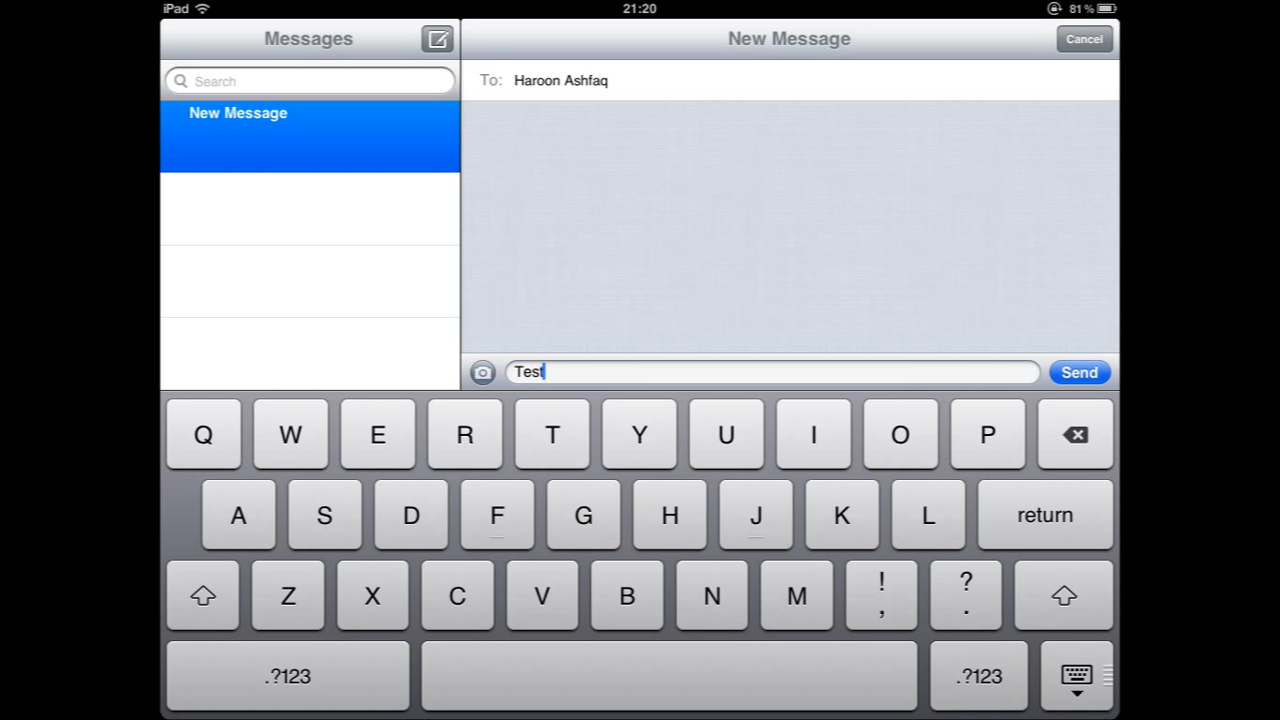 iPad 21:20 81%
Messages New Message Cancel
Search To: Haroon Ashfaq
New Message
Test Send
Q W E R T Y U I O P
A S D F G H J K L return
Z X C V B N M ! , ? .
.?123 .?123